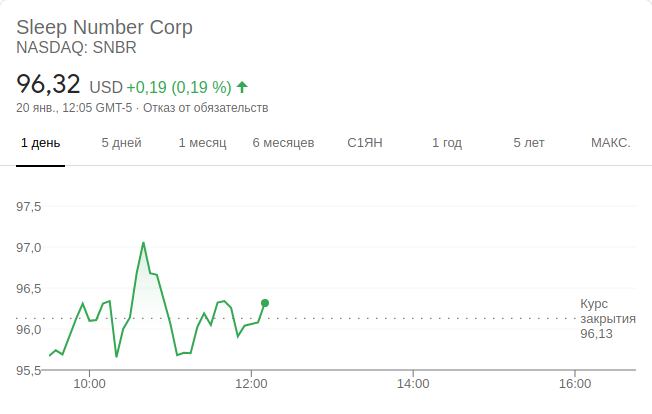 Sleep Number Corp
NASDAQ: SNBR
96,32 USD +0,19 (0,19 %)
20 янв., 12:05 GMT-5 · Отказ от обязательств
1 день 5 дней 1 месяц 6 месяцев С1ЯН 1 год 5 лет МАКС.
97,5
97,0
96,5
96,0
95,5
Курс
закрытия
96,13
10:00 12:00 14:00 16:00